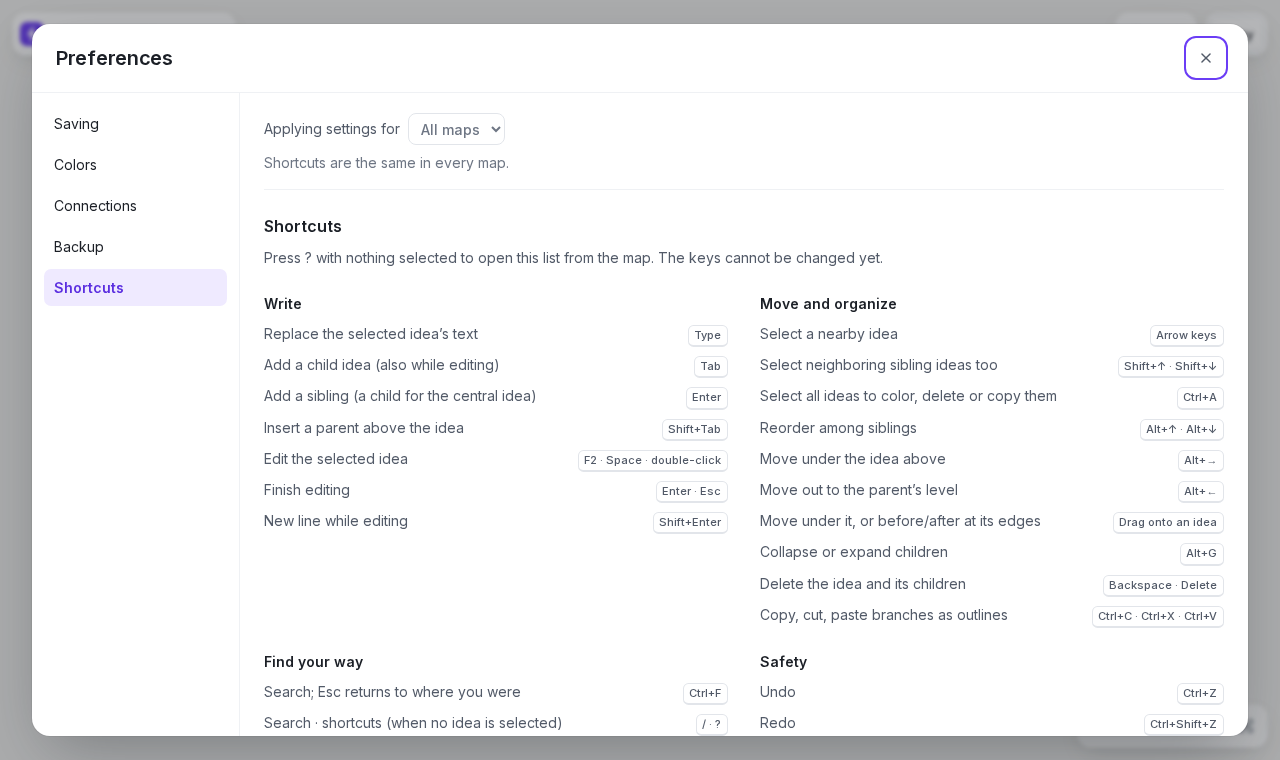 Preferences
Saving
Colors
Connections
Backup
Shortcuts
Applying settings for All maps
Shortcuts are the same in every map.
Shortcuts
Press ? with nothing selected to open this list from the map. The keys cannot be changed yet.
Write
Replace the selected idea’s text Type
Add a child idea (also while editing) Tab
Add a sibling (a child for the central idea) Enter
Insert a parent above the idea Shift+Tab
Edit the selected idea F2 · Space · double-click
Finish editing Enter · Esc
New line while editing Shift+Enter
Move and organize
Select a nearby idea Arrow keys
Select neighboring sibling ideas too Shift+↑ · Shift+↓
Select all ideas to color, delete or copy them Ctrl+A
Reorder among siblings Alt+↑ · Alt+↓
Move under the idea above Alt+→
Move out to the parent’s level Alt+←
Move under it, or before/after at its edges Drag onto an idea
Collapse or expand children Alt+G
Delete the idea and its children Backspace · Delete
Copy, cut, paste branches as outlines Ctrl+C · Ctrl+X · Ctrl+V
Find your way
Search; Esc returns to where you were Ctrl+F
Search · shortcuts (when no idea is selected) / · ?
Safety
Undo Ctrl+Z
Redo Ctrl+Shift+Z